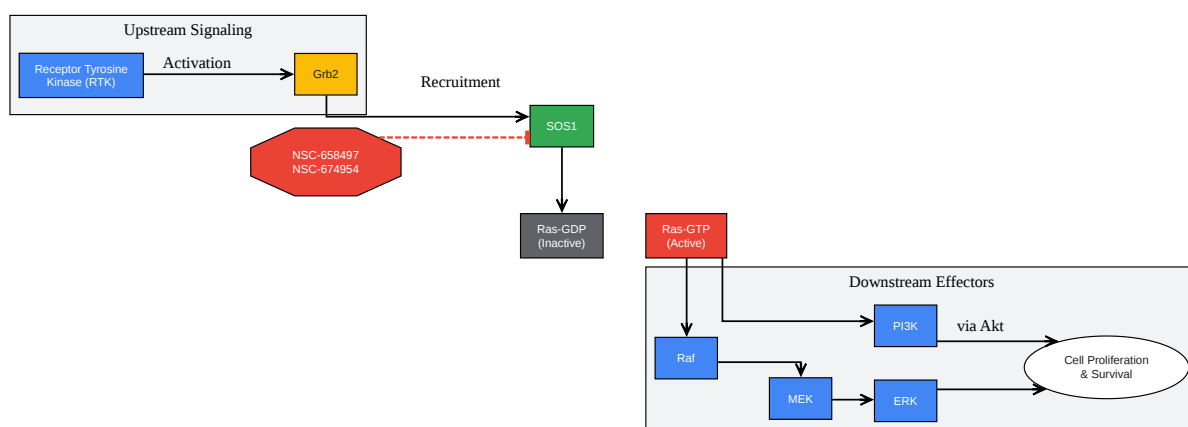 Upstream Signaling
Receptor Tyrosine
Kinase (RTK)
Activation
Grb2
Recruitment
SOS1
NSC-658497
NSC-674954
Ras-GDP
(Inactive)
Ras-GTP
(Active)
Downstream Effectors
PI3K
via Akt
Raf
Cell Proliferation
& Survival
MEK
ERK